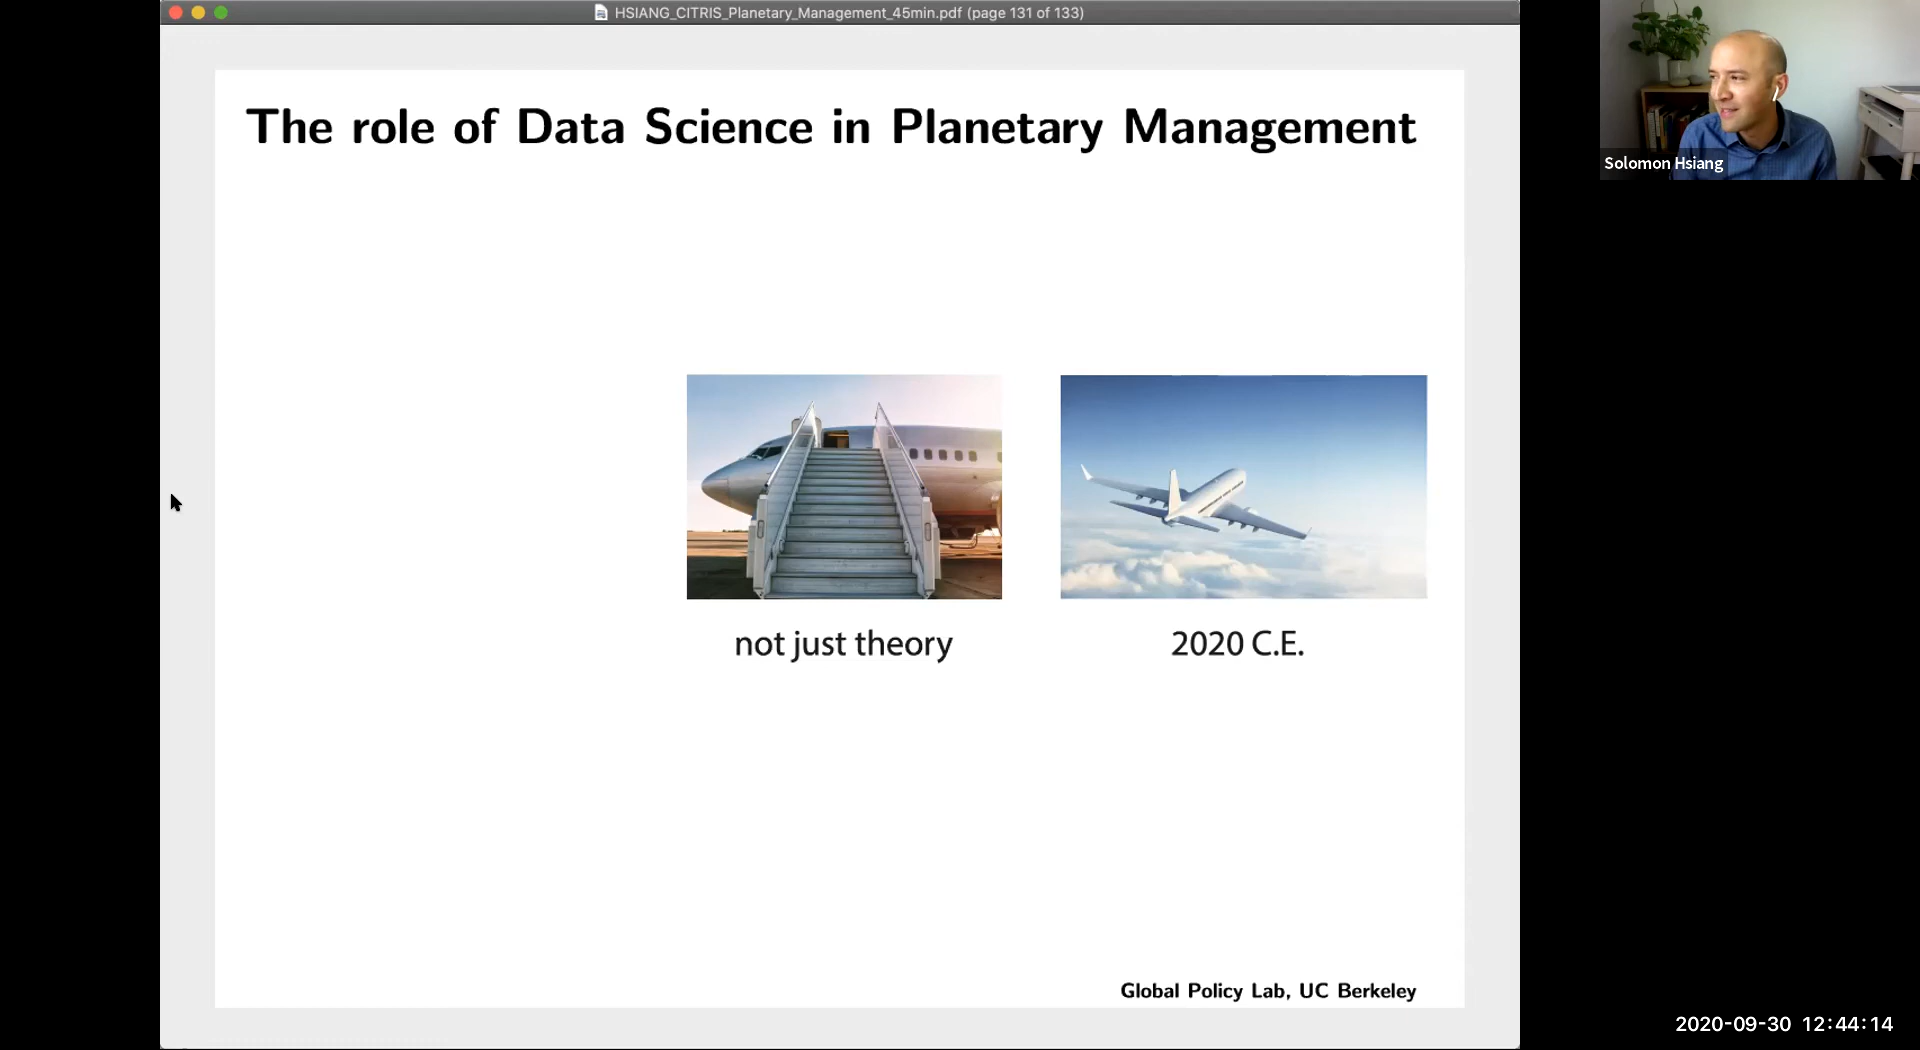 HSIANG_CITRIS_Planetary_Management_45min.pdf (page 131 of 133)
The role of Data Science in Planetary Management
not just theory
2020 C.E.
Global Policy Lab, UC Berkeley
Solomon Hsiang
2020-09-30 12:44:14